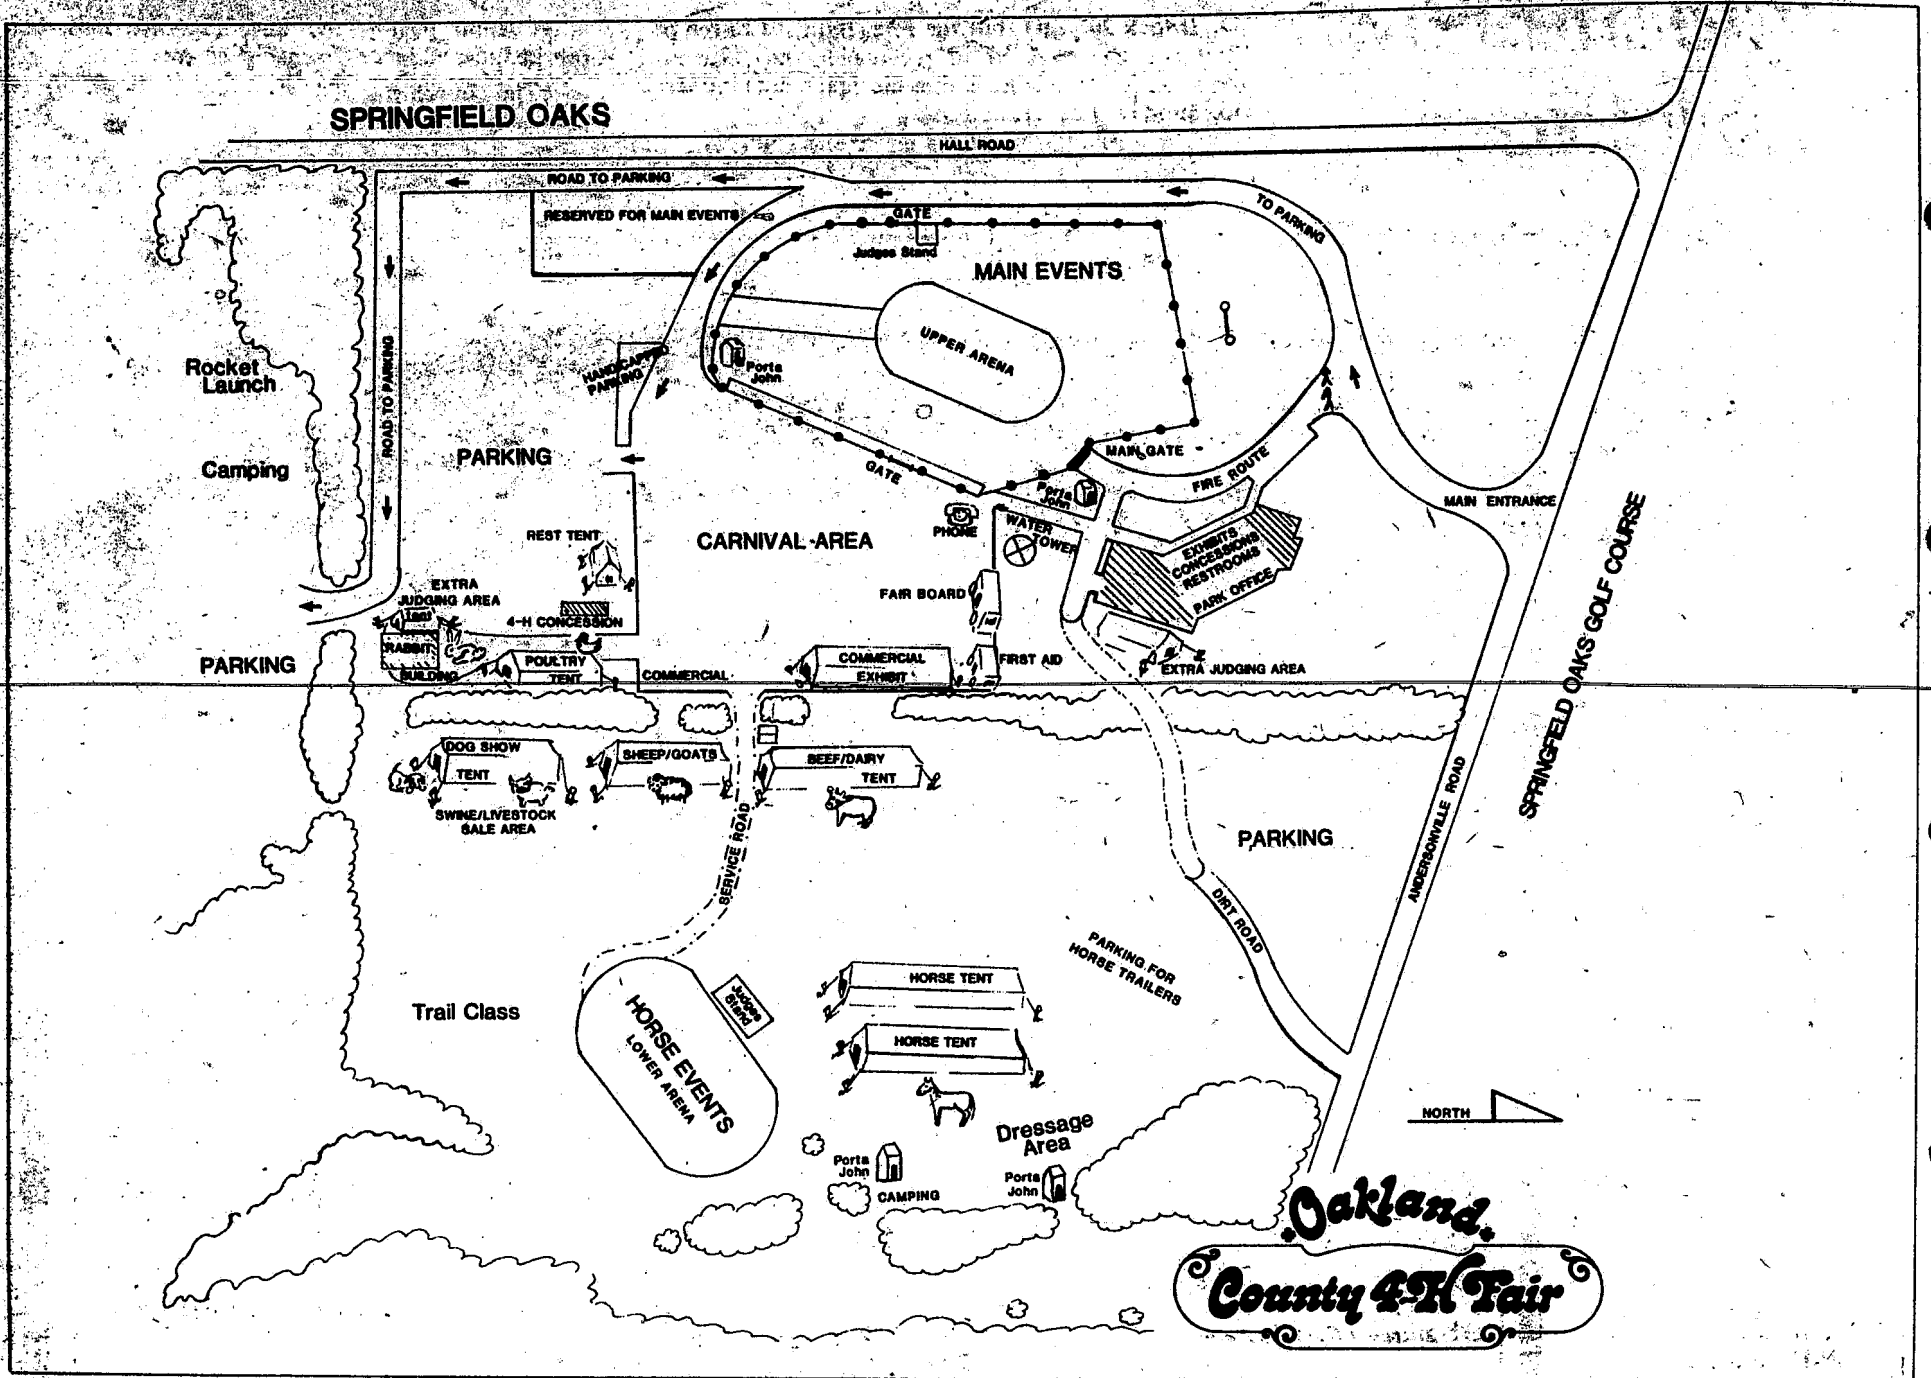 SPRINGFIELD OAKS
HALL ROAD
ROAD TO PARKING
RESERVED FOR MAIN EVENTS
GATE
Judges Stand
TO PARKING
MAIN EVENTS
UPPER ARENA
ROAD TO PARKING
Rocket
Launch
HANDICAPPED
PARKING
Porta
John
Camping
PARKING
GATE
MAIN GATE
FIRE ROUTE
MAIN ENTRANCE
Porta
John
PHONE
WATER
TOWER
CARNIVAL AREA
REST TENT
EXHIBITS
CONCESSIONS
RESTROOMS
PARK OFFICE
SPRINGFIELD OAKS GOLF COURSE
EXTRA
JUDGING AREA
tent
4-H CONCESSION
FAIR BOARD
PARKING
RABBIT
BUILDING
POULTRY
TENT
COMMERCIAL
COMMERCIAL
EXHIBIT
FIRST AID
EXTRA JUDGING AREA
DOG SHOW
TENT
SWINE/LIVESTOCK
SALE AREA
SHEEP/GOATS
BEEF/DAIRY
TENT
SERVICE ROAD
PARKING
ANDERSONVILLE ROAD
DIRT ROAD
PARKING FOR
HORSE TRAILERS
Trail Class
Judges
Stand
HORSE EVENTS
LOWER ARENA
HORSE TENT
HORSE TENT
Dressage
Area
NORTH
Porta
John
CAMPING
Porta
John
Oakland
County 4-H Fair